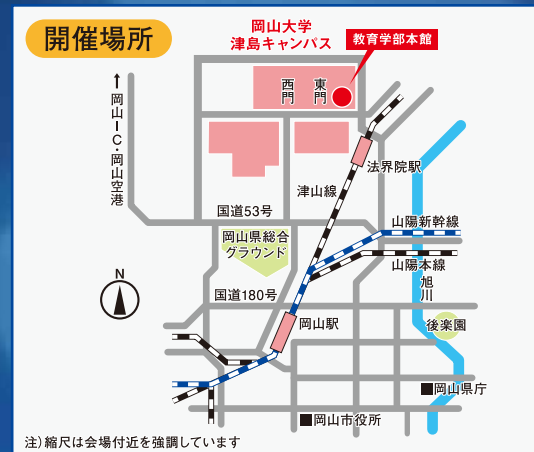 開催場所
岡山大学
津島キャンパス
教育学部本館
西門
東門
岡山IC・岡山空港
法界院駅
津山線
国道53号
山陽新幹線
岡山県総合
グラウンド
山陽本線
旭川
N
国道180号
岡山駅
後楽園
岡山県庁
岡山市役所
注)縮尺は会場付近を強調しています